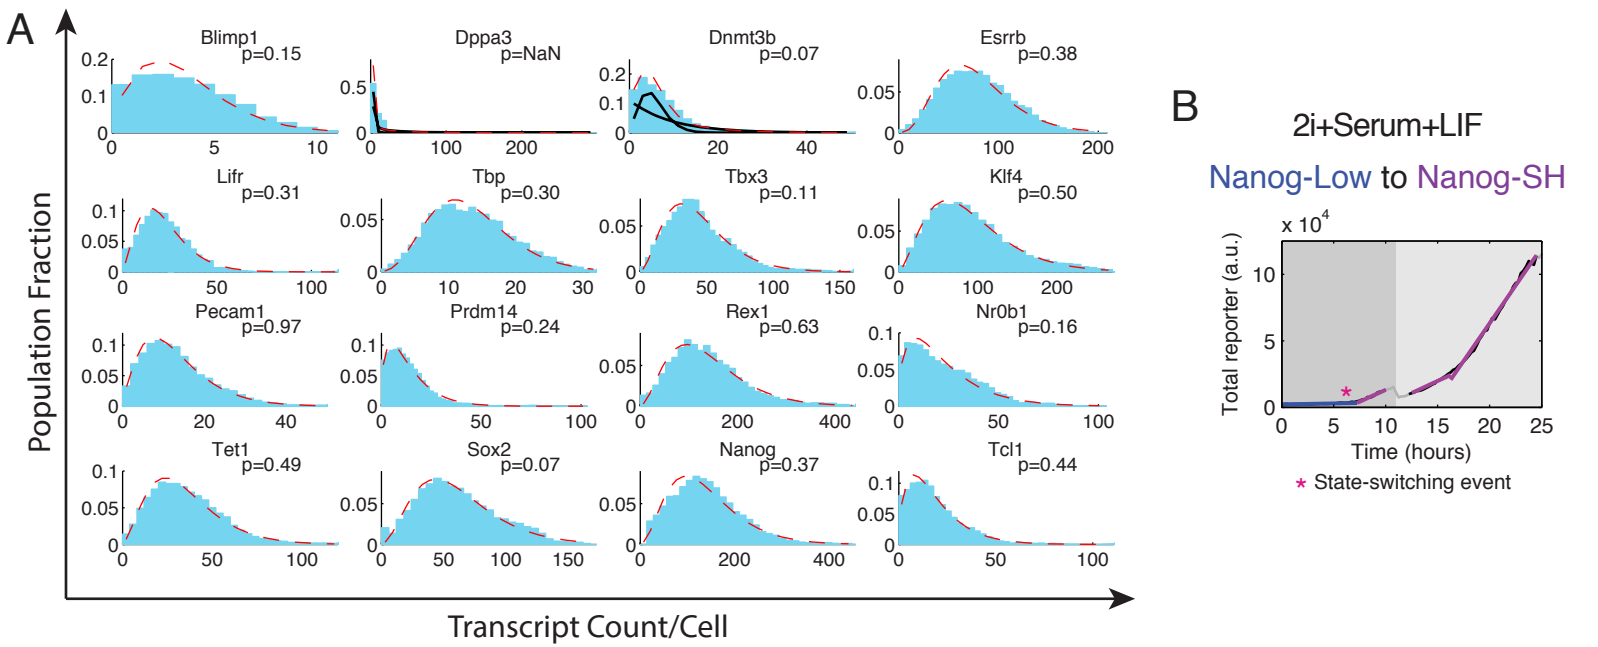 A
Population Fraction
Transcript Count/Cell
Blimp1
p=0.15
0.2
0.1
0
0 5 10
Dppa3
p=NaN
0.5
0
0 100 200
Dnmt3b
p=0.07
0.2
0.1
0
0 20 40
Esrrb
p=0.38
0.05
0
0 100 200
Lifr
p=0.31
0.1
0.05
0
0 50 100
Tbp
p=0.30
0.05
0
0 10 20 30
Tbx3
p=0.11
0.05
0
0 50 100 150
Klf4
p=0.50
0.05
0
0 100 200
Pecam1
p=0.97
0.1
0.05
0
0 20 40
Prdm14
p=0.24
0.1
0.05
0
0 50 100
Rex1
p=0.63
0.05
0
0 200 400
Nr0b1
p=0.16
0.1
0.05
0
0 100
Tet1
p=0.49
0.1
0.05
0
0 50 100
Sox2
p=0.07
0.05
0
0 50 100 150
Nanog
p=0.37
0.05
0
0 200 400
Tcl1
p=0.44
0.1
0.05
0
0 50 100
B
2i+Serum+LIF
Nanog-Low to Nanog-SH
x 10⁴
Total reporter (a.u.)
10
5
0
*
0 5 10 15 20 25
Time (hours)
* State-switching event